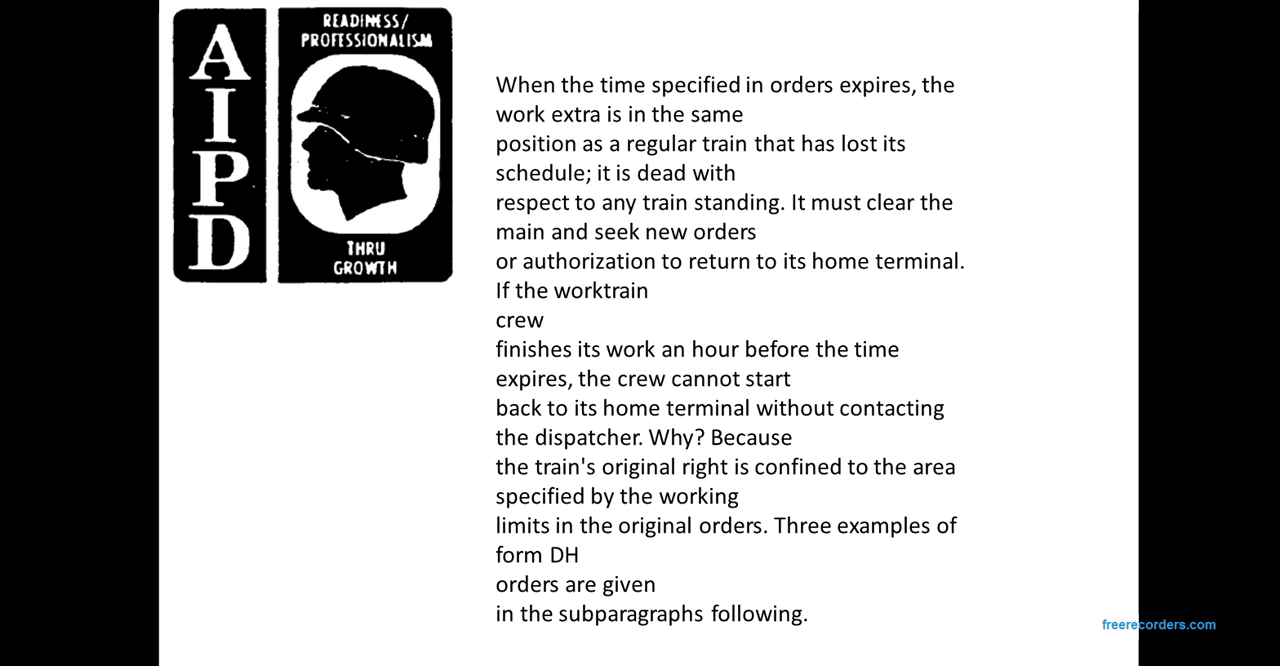 A
I
P
D
READINESS/
PROFESSIONALISM
THRU
GROWTH
When the time specified in orders expires, the
work extra is in the same
position as a regular train that has lost its
schedule; it is dead with
respect to any train standing. It must clear the
main and seek new orders
or authorization to return to its home terminal.
If the worktrain
crew
finishes its work an hour before the time
expires, the crew cannot start
back to its home terminal without contacting
the dispatcher. Why? Because
the train's original right is confined to the area
specified by the working
limits in the original orders. Three examples of
form DH
orders are given
in the subparagraphs following.
freerecorders.com